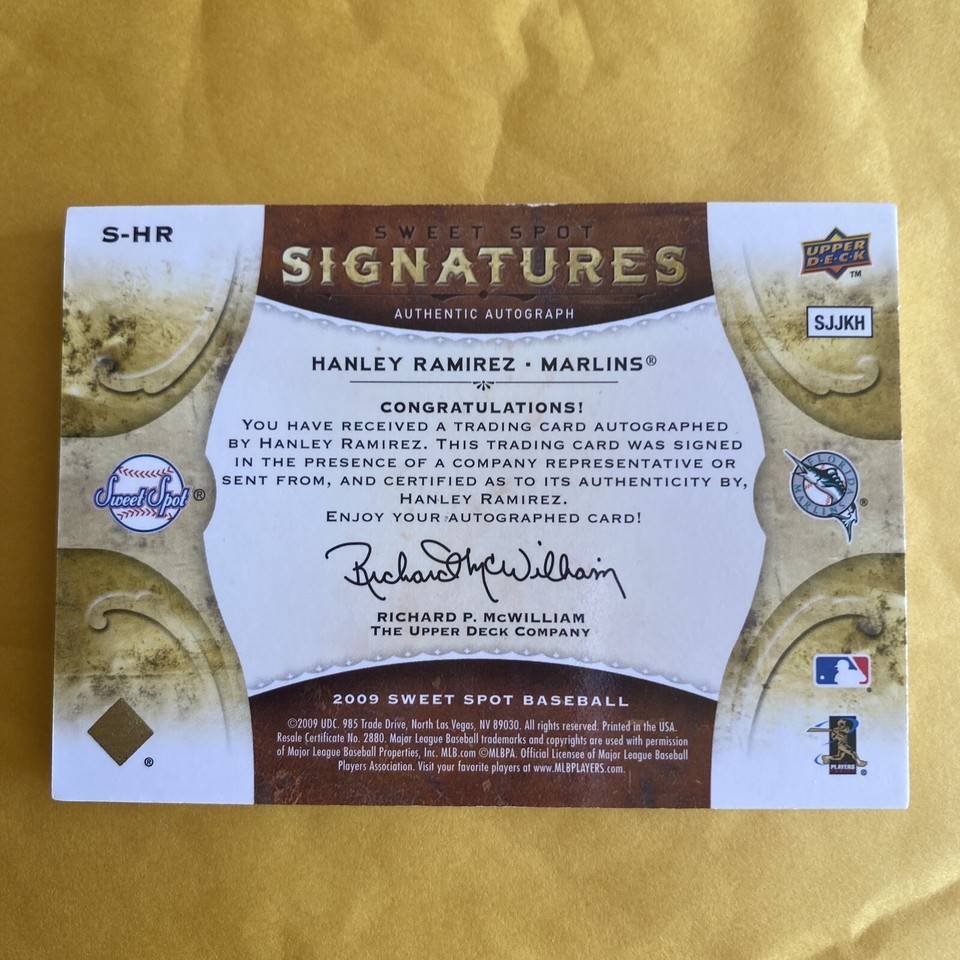 S-HR
SWEET SPOT
SIGNATURES
AUTHENTIC AUTOGRAPH
UPPER
D·E·C·K
TM
SJJKH
HANLEY RAMIREZ · MARLINS®
CONGRATULATIONS!
YOU HAVE RECEIVED A TRADING CARD AUTOGRAPHED
BY HANLEY RAMIREZ. THIS TRADING CARD WAS SIGNED
IN THE PRESENCE OF A COMPANY REPRESENTATIVE OR
SENT FROM, AND CERTIFIED AS TO ITS AUTHENTICITY BY,
HANLEY RAMIREZ.
ENJOY YOUR AUTOGRAPHED CARD!
Sweet Spot®
FLORIDA
MARLINS
®
Richard McWilliam
RICHARD P. MCWILLIAM
THE UPPER DECK COMPANY
2009 SWEET SPOT BASEBALL
©2009 UDC. 985 Trade Drive, North Las Vegas, NV 89030. All rights reserved. Printed in the USA.
Resale Certificate No. 2880. Major League Baseball trademarks and copyrights are used with permission
of Major League Baseball Properties, Inc. MLB.com ©MLBPA. Official Licensee of Major League Baseball
Players Association. Visit your favorite players at www.MLBPLAYERS.com.
®
®
PLAYERS
®